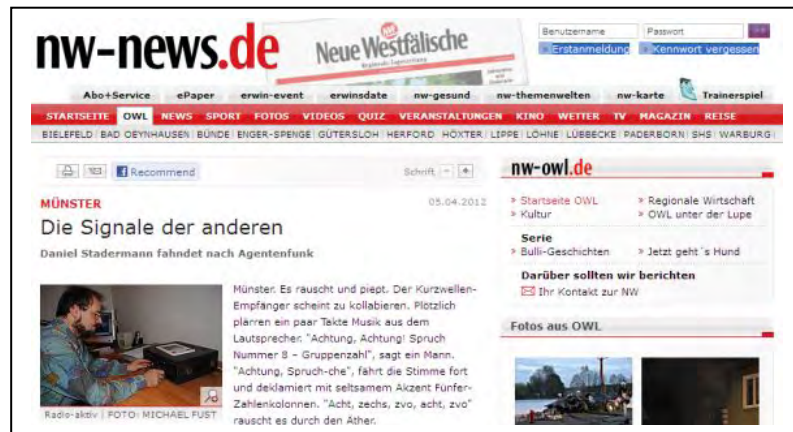 nw-news.de
Neue Westfälische
Benutzername Passwort
Erstanmeldung Kennwort vergessen
Abo+Service ePaper erwin-event erwinsdate nw-gesund nw-themenwelten nw-karte Trainerspiel
STARTSEITE OWL NEWS SPORT FOTOS VIDEOS QUIZ VERANSTALTUNGEN KINO WETTER TV MAGAZIN REISE
BIELEFELD BAD OEYNHAUSEN BÜNDE ENGER-SPENGE GÜTERSLOH HERFORD HÖXTER LIPPE LÖHNE LÜBBECKE PADERBORN SHS WARBURG
Recommend
Schrift - +
MÜNSTER
05.04.2012
Die Signale der anderen
Daniel Stadermann fahndet nach Agentenfunk
Münster. Es rauscht und piept. Der Kurzwellen-
Empfänger scheint zu kollabieren. Plötzlich
plärren ein paar Takte Musik aus dem
Lautsprecher. "Achtung, Achtung! Spruch
Nummer 8 – Gruppenzahl", sagt ein Mann.
"Achtung, Spruch-che", fährt die Stimme fort
und deklamiert mit seltsamem Akzent Fünfer-
Zahlenkolonnen. "Acht, zechs, zvo, acht, zvo"
rauscht es durch den Äther.
Radio-aktiv | FOTO: MICHAEL FUST
nw-owl.de
» Startseite OWL » Regionale Wirtschaft
» Kultur » OWL unter der Lupe
Serie
» Bulli-Geschichten » Jetzt geht´s Hund
Darüber sollten wir berichten
Ihr Kontakt zur NW
Fotos aus OWL